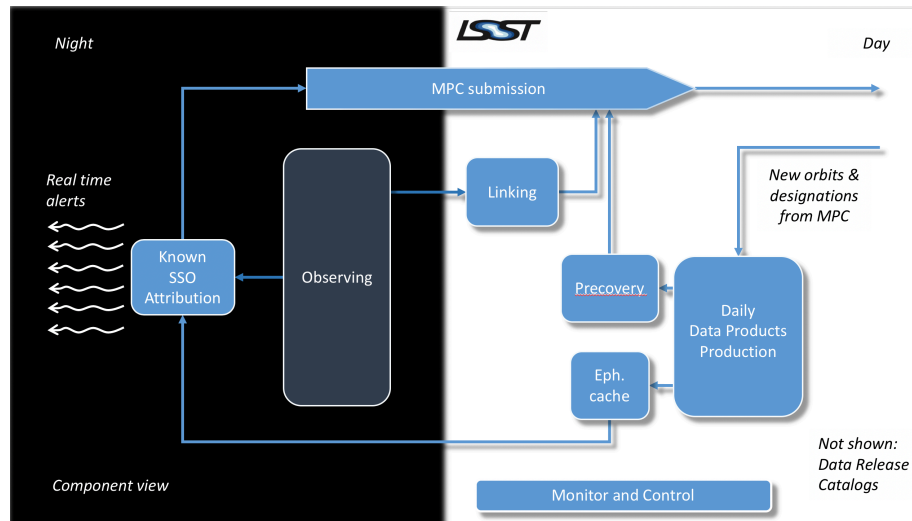 Night
LSST
Day
MPC submission
Real time
alerts
Linking
New orbits &
designations
from MPC
Known
SSO
Attribution
Observing
Precovery
Daily
Data Products
Production
Eph.
cache
Not shown:
Data Release
Catalogs
Component view
Monitor and Control